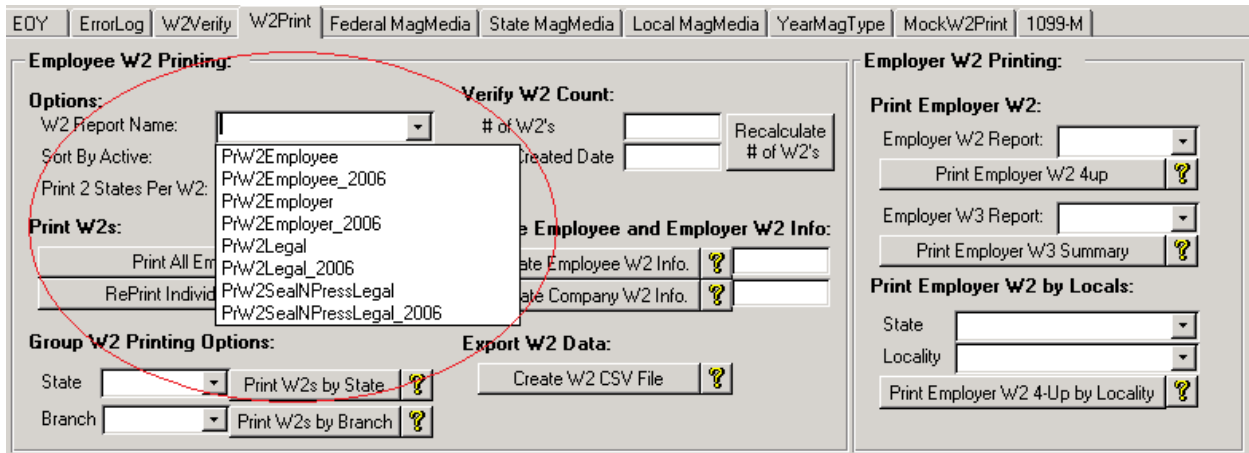 EOY ErrorLog W2Verify W2Print Federal MagMedia State MagMedia Local MagMedia YearMagType MockW2Print 1099-M
Employee W2 Printing:
Options:
W2 Report Name:
Sort By Active:
Print 2 States Per W2:
PrW2Employee
PrW2Employee_2006
PrW2Employer
PrW2Employer_2006
PrW2Legal
PrW2Legal_2006
PrW2SealNPressLegal
PrW2SealNPressLegal_2006
Print W2s:
Print All Em
RePrint Individ
Group W2 Printing Options:
State Print W2s by State ?
Branch Print W2s by Branch ?
Verify W2 Count:
# of W2's
Created Date
Recalculate
# of W2's
e Employee and Employer W2 Info:
ate Employee W2 Info. ?
ate Company W2 Info. ?
Export W2 Data:
Create W2 CSV File ?
Employer W2 Printing:
Print Employer W2:
Employer W2 Report:
Print Employer W2 4up ?
Employer W3 Report:
Print Employer W3 Summary ?
Print Employer W2 by Locals:
State
Locality
Print Employer W2 4-Up by Locality ?